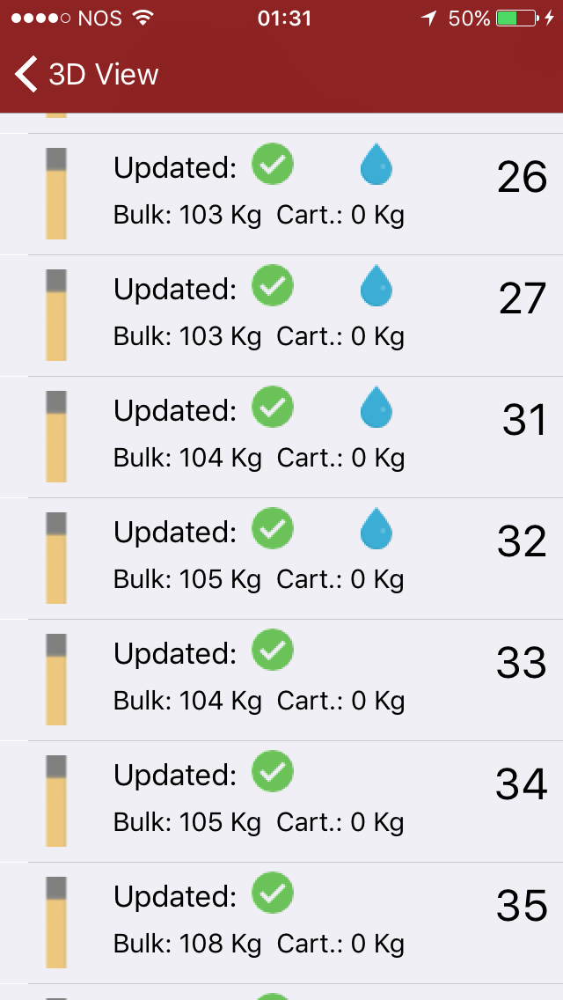 NOS 01:31 50%
3D View
Updated: 26
Bulk: 103 Kg Cart.: 0 Kg
Updated: 27
Bulk: 103 Kg Cart.: 0 Kg
Updated: 31
Bulk: 104 Kg Cart.: 0 Kg
Updated: 32
Bulk: 105 Kg Cart.: 0 Kg
Updated: 33
Bulk: 104 Kg Cart.: 0 Kg
Updated: 34
Bulk: 105 Kg Cart.: 0 Kg
Updated: 35
Bulk: 108 Kg Cart.: 0 Kg